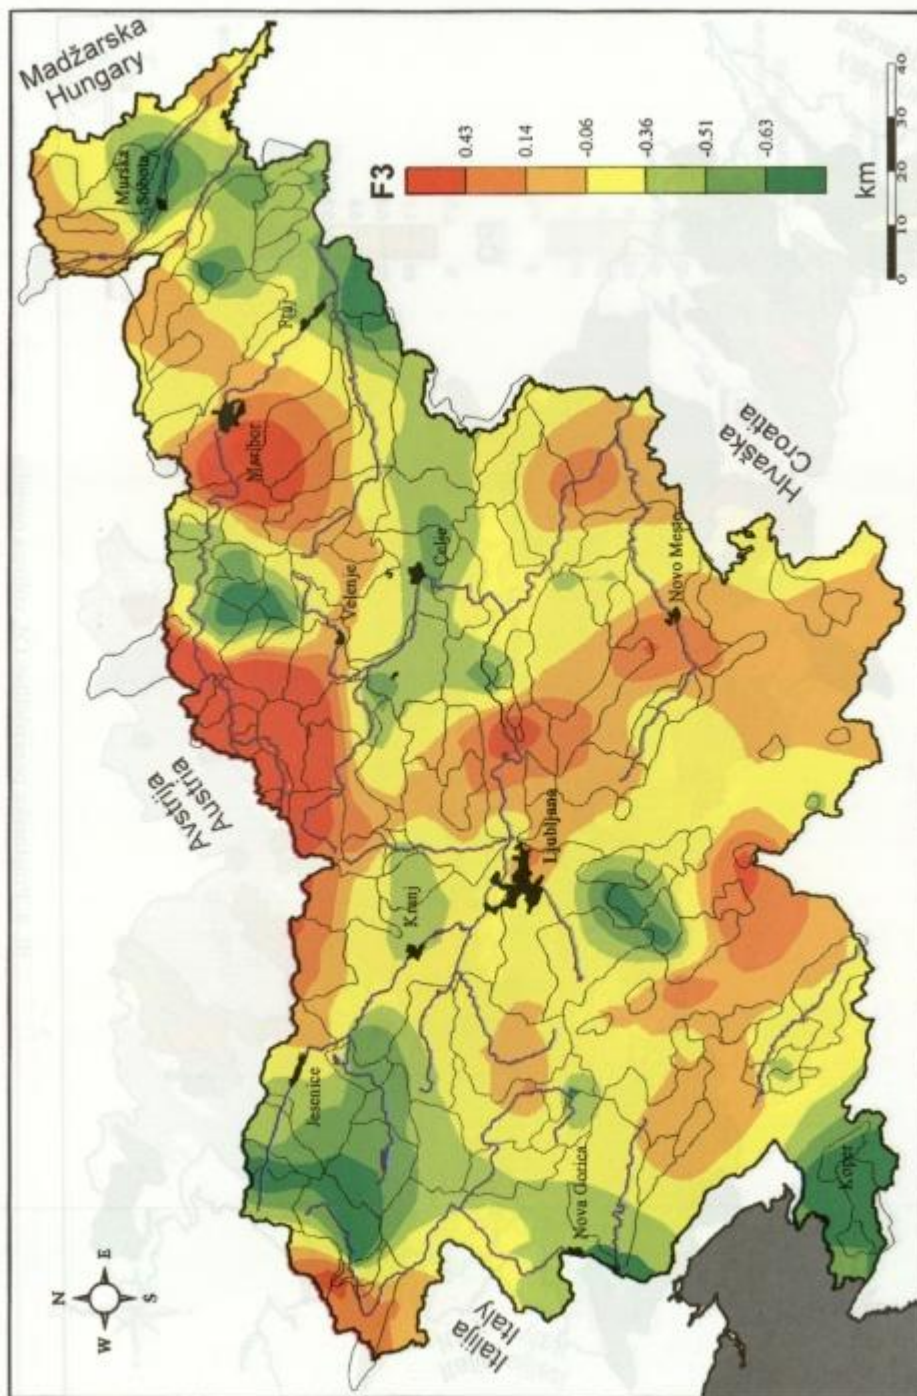 Madžarska
Hungary
Murska
Sobota
F3
0.43
0.14
-0.06
-0.36
-0.51
-0.63
km
0
10
20
30
40
Ptuj
Maribor
Velenje
Celje
Hrvaška
Croatia
Novo Mesto
Avstrija
Austria
Ljubljana
Kranj
Jesenice
Nova Gorica
Koper
Italija
Italy
N
W
E
S